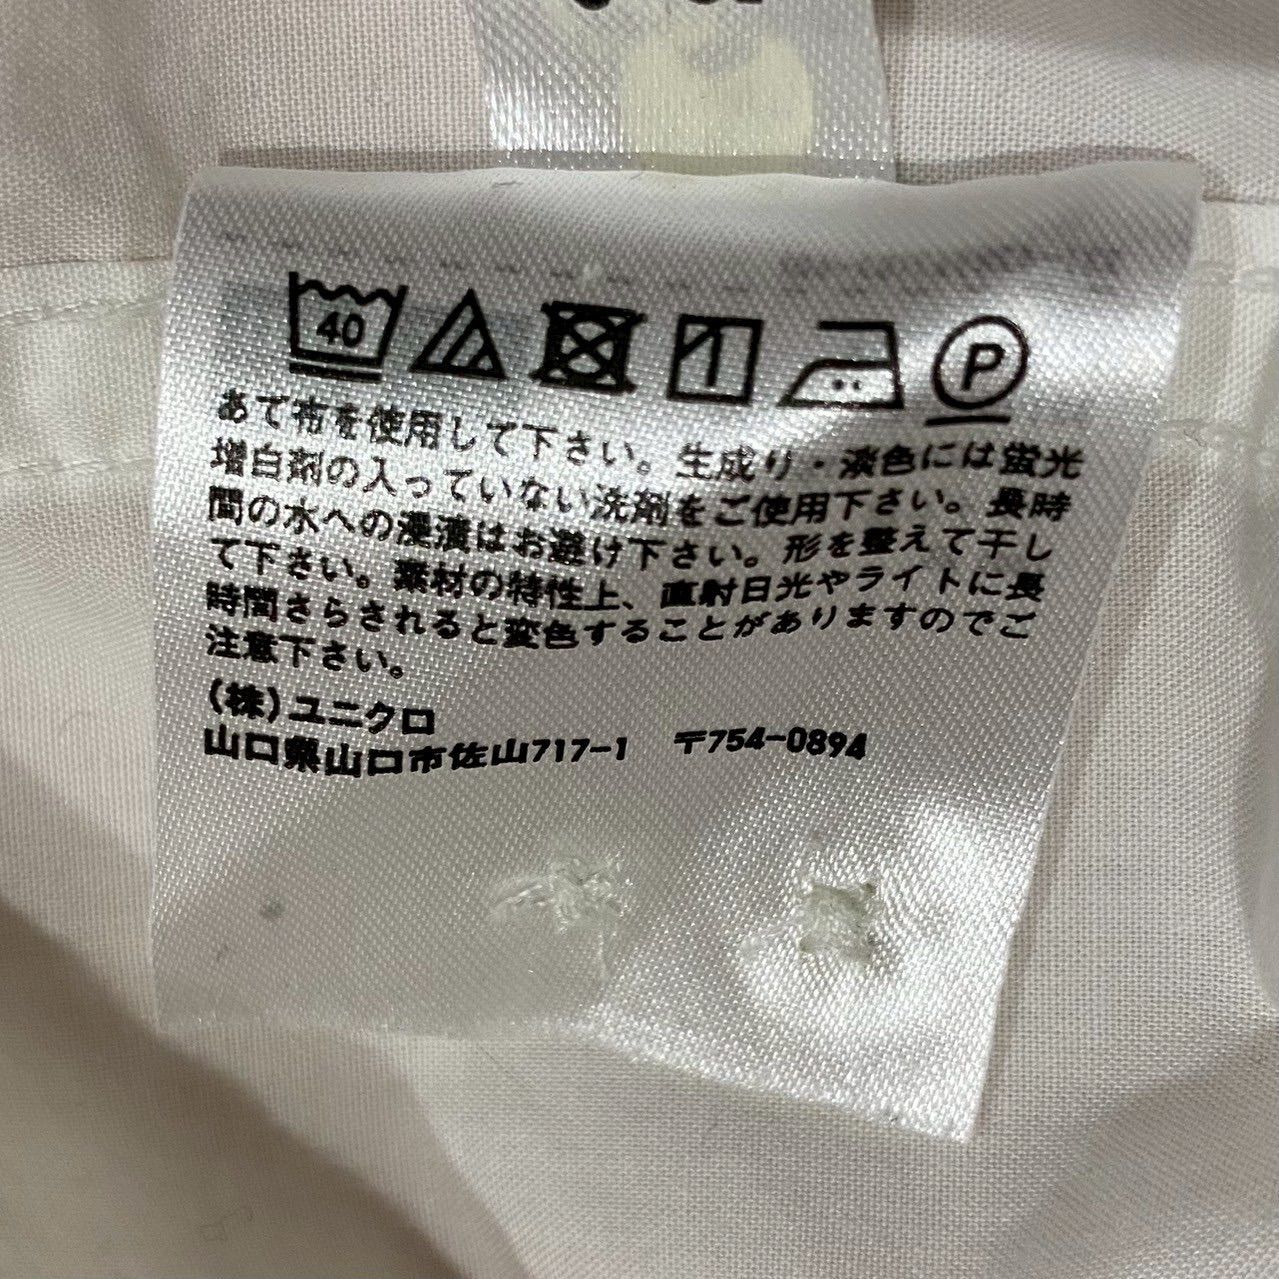 40 P
あて布を使用して下さい。生成り・淡色には蛍光
増白剤の入っていない洗剤をご使用下さい。長時
間の水への浸漬はお避け下さい。形を整えて干し
て下さい。素材の特性上、直射日光やライトに長
時間さらされると変色することがありますのでご
注意下さい。
(株)ユニクロ
山口県山口市佐山717-1 〒754-0894